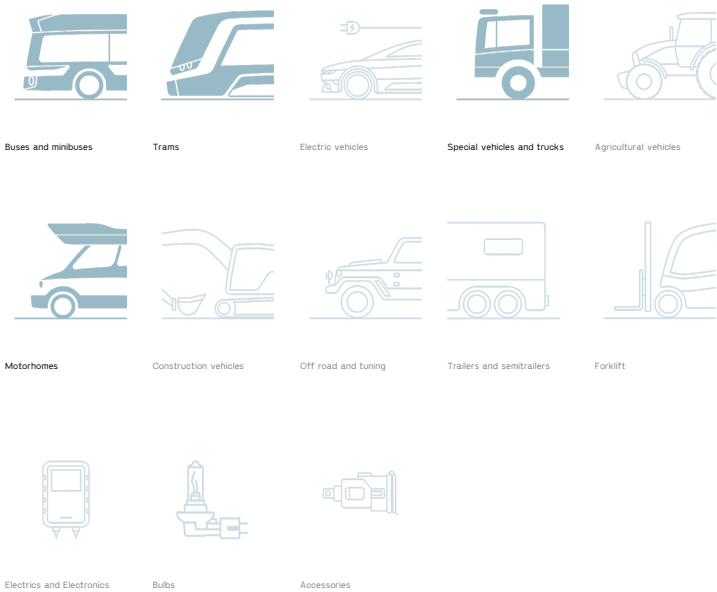 Buses and minibuses
Trams
Electric vehicles
Special vehicles and trucks
Agricultural vehicles
Motorhomes
Construction vehicles
Off road and tuning
Trailers and semitrailers
Forklift
Electrics and Electronics
Bulbs
Accessories